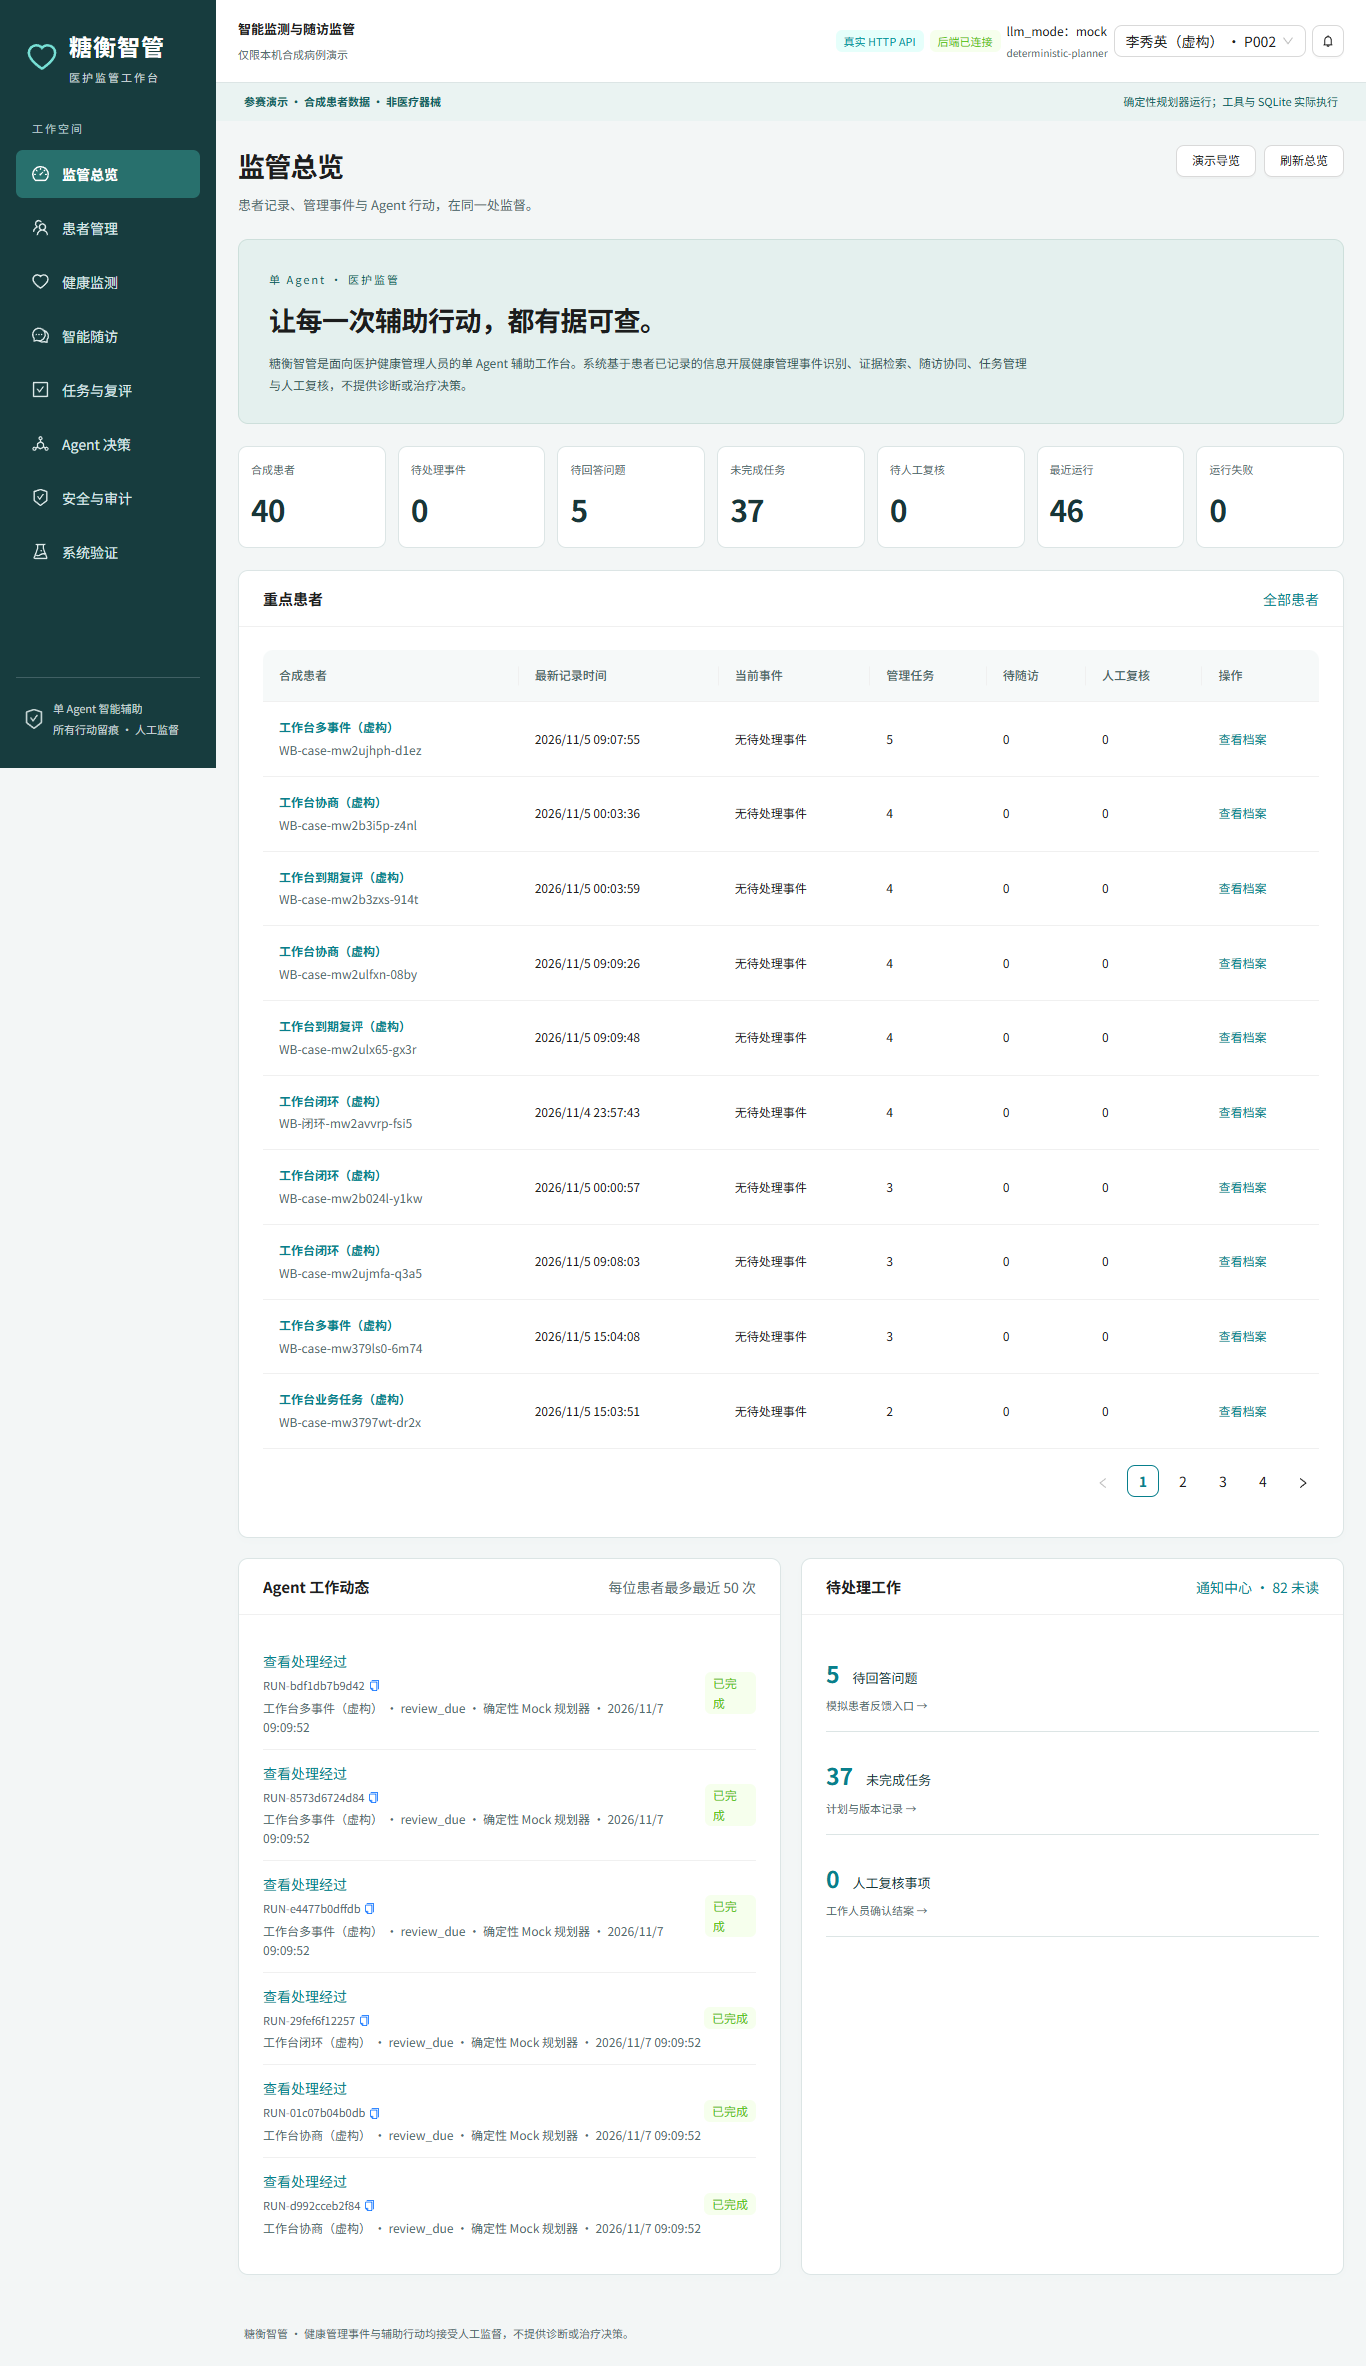 糖衡智管
医护监管工作台
工作空间
监管总览
患者管理
健康监测
智能随访
任务与复评
Agent 决策
安全与审计
系统验证
单 Agent 智能辅助
所有行动留痕 · 人工监督
智能监测与随访监管
仅限本机合成病例演示
真实 HTTP API
后端已连接
llm_mode: mock
deterministic-planner
李秀英（虚构） · P002
参赛演示 · 合成患者数据 · 非医疗器械
确定性规划器运行；工具与 SQLite 实际执行
监管总览
患者记录、管理事件与 Agent 行动，在同一处监督。
演示导览
刷新总览
单 Agent · 医护监管
让每一次辅助行动，都有据可查。
糖衡智管是面向医护健康管理人员的单 Agent 辅助工作台。系统基于患者已记录的信息开展健康管理事件识别、证据检索、随访协同、任务管理
与人工复核，不提供诊断或治疗决策。
合成患者
40
待处理事件
0
待回答问题
5
未完成任务
37
待人工复核
0
最近运行
46
运行失败
0
重点患者
全部患者
合成患者 最新记录时间 当前事件 管理任务 待随访 人工复核 操作
工作台多事件（虚构）
WB-case-mw2ujhph-d1ez
2026/11/5 09:07:55 无待处理事件 5 0 0 查看档案
工作台协商（虚构）
WB-case-mw2b3i5p-z4nl
2026/11/5 00:03:36 无待处理事件 4 0 0 查看档案
工作台到期复评（虚构）
WB-case-mw2b3zxs-914t
2026/11/5 00:03:59 无待处理事件 4 0 0 查看档案
工作台协商（虚构）
WB-case-mw2ulfxn-08by
2026/11/5 09:09:26 无待处理事件 4 0 0 查看档案
工作台到期复评（虚构）
WB-case-mw2ulx65-gx3r
2026/11/5 09:09:48 无待处理事件 4 0 0 查看档案
工作台闭环（虚构）
WB-闭环-mw2avvrp-fsi5
2026/11/4 23:57:43 无待处理事件 4 0 0 查看档案
工作台闭环（虚构）
WB-case-mw2b024l-y1kw
2026/11/5 00:00:57 无待处理事件 3 0 0 查看档案
工作台闭环（虚构）
WB-case-mw2ujmfa-q3a5
2026/11/5 09:08:03 无待处理事件 3 0 0 查看档案
工作台多事件（虚构）
WB-case-mw379ls0-6m74
2026/11/5 15:04:08 无待处理事件 3 0 0 查看档案
工作台业务任务（虚构）
WB-case-mw3797wt-dr2x
2026/11/5 15:03:51 无待处理事件 2 0 0 查看档案
< 1 2 3 4 >
Agent 工作动态
每位患者最多最近 50 次
查看处理经过
RUN-bdf1db7b9d42
工作台多事件（虚构） · review_due · 确定性 Mock 规划器 · 2026/11/7
09:09:52
已完
成
查看处理经过
RUN-8573d6724d84
工作台多事件（虚构） · review_due · 确定性 Mock 规划器 · 2026/11/7
09:09:52
已完
成
查看处理经过
RUN-e4477b0dffdb
工作台多事件（虚构） · review_due · 确定性 Mock 规划器 · 2026/11/7
09:09:52
已完
成
查看处理经过
RUN-29fef6f12257
工作台闭环（虚构） · review_due · 确定性 Mock 规划器 · 2026/11/7 09:09:52
已完成
查看处理经过
RUN-01c07b04b0db
工作台协商（虚构） · review_due · 确定性 Mock 规划器 · 2026/11/7 09:09:52
已完成
查看处理经过
RUN-d992cceb2f84
工作台协商（虚构） · review_due · 确定性 Mock 规划器 · 2026/11/7 09:09:52
已完成
待处理工作
通知中心 · 82 未读
5 待回答问题
模拟患者反馈入口 →
37 未完成任务
计划与版本记录 →
0 人工复核事项
工作人员确认结案 →
糖衡智管 · 健康管理事件与辅助行动均接受人工监督，不提供诊断或治疗决策。